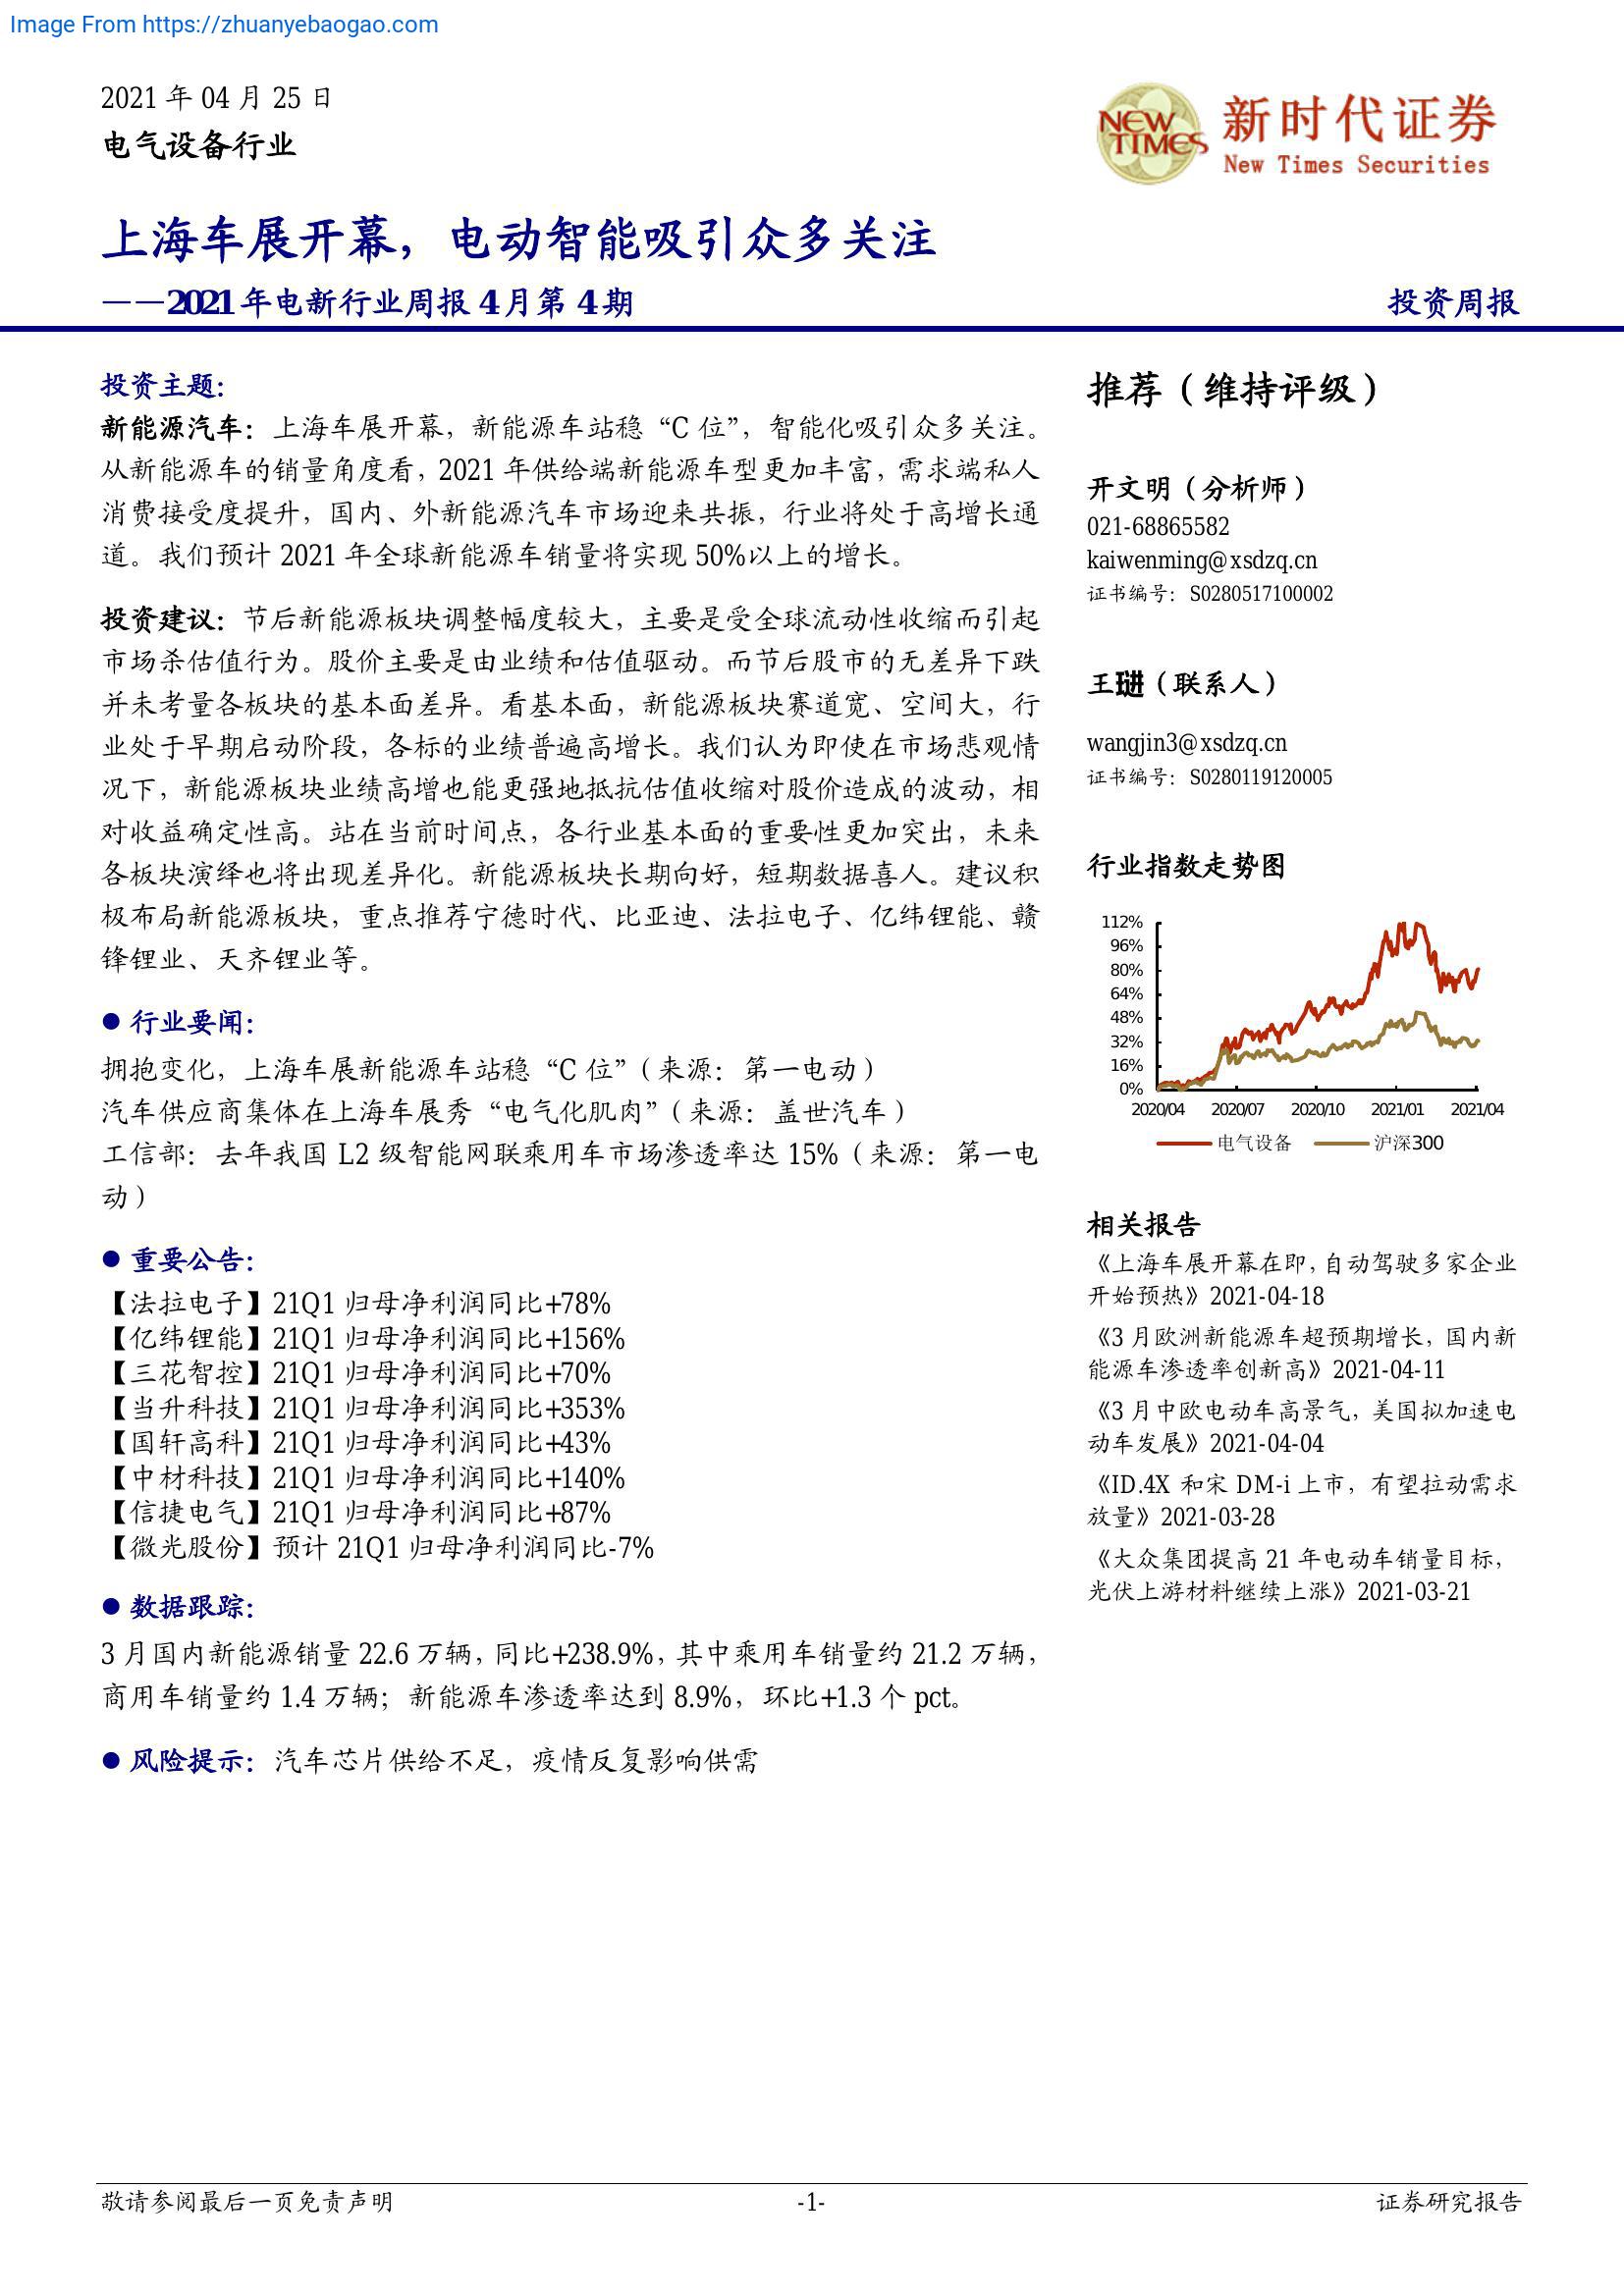 Image From https://zhuanyebaogao.com
2021 年 04 月 25 日
电气设备行业
NEW TIMES
新时代证券
New Times Securities
上海车展开幕，电动智能吸引众多关注
——2021 年电新行业周报 4 月第 4 期
投资周报
投资主题：
新能源汽车：上海车展开幕，新能源车站稳“C 位”，智能化吸引众多关注。
从新能源车的销量角度看，2021 年供给端新能源车型更加丰富，需求端私人
消费接受度提升，国内、外新能源汽车市场迎来共振，行业将处于高增长通
道。我们预计 2021 年全球新能源车销量将实现 50%以上的增长。
投资建议：节后新能源板块调整幅度较大，主要是受全球流动性收缩而引起
市场杀估值行为。股价主要是由业绩和估值驱动。而节后股市的无差异下跌
并未考量各板块的基本面差异。看基本面，新能源板块赛道宽、空间大，行
业处于早期启动阶段，各标的业绩普遍高增长。我们认为即使在市场悲观情
况下，新能源板块业绩高增也能更强地抵抗估值收缩对股价造成的波动，相
对收益确定性高。站在当前时间点，各行业基本面的重要性更加突出，未来
各板块演绎也将出现差异化。新能源板块长期向好，短期数据喜人。建议积
极布局新能源板块，重点推荐宁德时代、比亚迪、法拉电子、亿纬锂能、赣
锋锂业、天齐锂业等。
● 行业要闻：
拥抱变化，上海车展新能源车站稳“C 位”（来源：第一电动）
汽车供应商集体在上海车展秀“电气化肌肉”（来源：盖世汽车）
工信部：去年我国 L2 级智能网联乘用车市场渗透率达 15%（来源：第一电
动）
● 重要公告：
【法拉电子】21Q1 归母净利润同比+78%
【亿纬锂能】21Q1 归母净利润同比+156%
【三花智控】21Q1 归母净利润同比+70%
【当升科技】21Q1 归母净利润同比+353%
【国轩高科】21Q1 归母净利润同比+43%
【中材科技】21Q1 归母净利润同比+140%
【信捷电气】21Q1 归母净利润同比+87%
【微光股份】预计 21Q1 归母净利润同比-7%
● 数据跟踪：
3 月国内新能源销量 22.6 万辆，同比+238.9%，其中乘用车销量约 21.2 万辆，
商用车销量约 1.4 万辆；新能源车渗透率达到 8.9%，环比+1.3 个 pct。
● 风险提示：汽车芯片供给不足，疫情反复影响供需
推荐（维持评级）
开文明（分析师）
021-68865582
kaiwenming@xsdzq.cn
证书编号：S0280517100002
王琎（联系人）
wangjin3@xsdzq.cn
证书编号：S0280119120005
行业指数走势图
112%
96%
80%
64%
48%
32%
16%
0%
2020/04 2020/07 2020/10 2021/01 2021/04
电气设备 沪深300
相关报告
《上海车展开幕在即，自动驾驶多家企业
开始预热》2021-04-18
《3 月欧洲新能源车超预期增长，国内新
能源车渗透率创新高》2021-04-11
《3 月中欧电动车高景气，美国拟加速电
动车发展》2021-04-04
《ID.4X 和宋 DM-i 上市，有望拉动需求
放量》2021-03-28
《大众集团提高 21 年电动车销量目标，
光伏上游材料继续上涨》2021-03-21
敬请参阅最后一页免责声明
-1-
证券研究报告